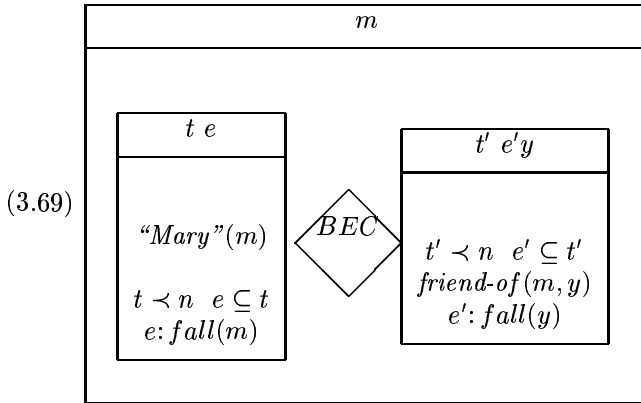 m
t e
t′ e′y
(3.69)
“Mary”(m)
BEC
t ≺ n e ⊆ t
e: fall(m)
t′ ≺ n e′ ⊆ t′
friend-of(m, y)
e′: fall(y)